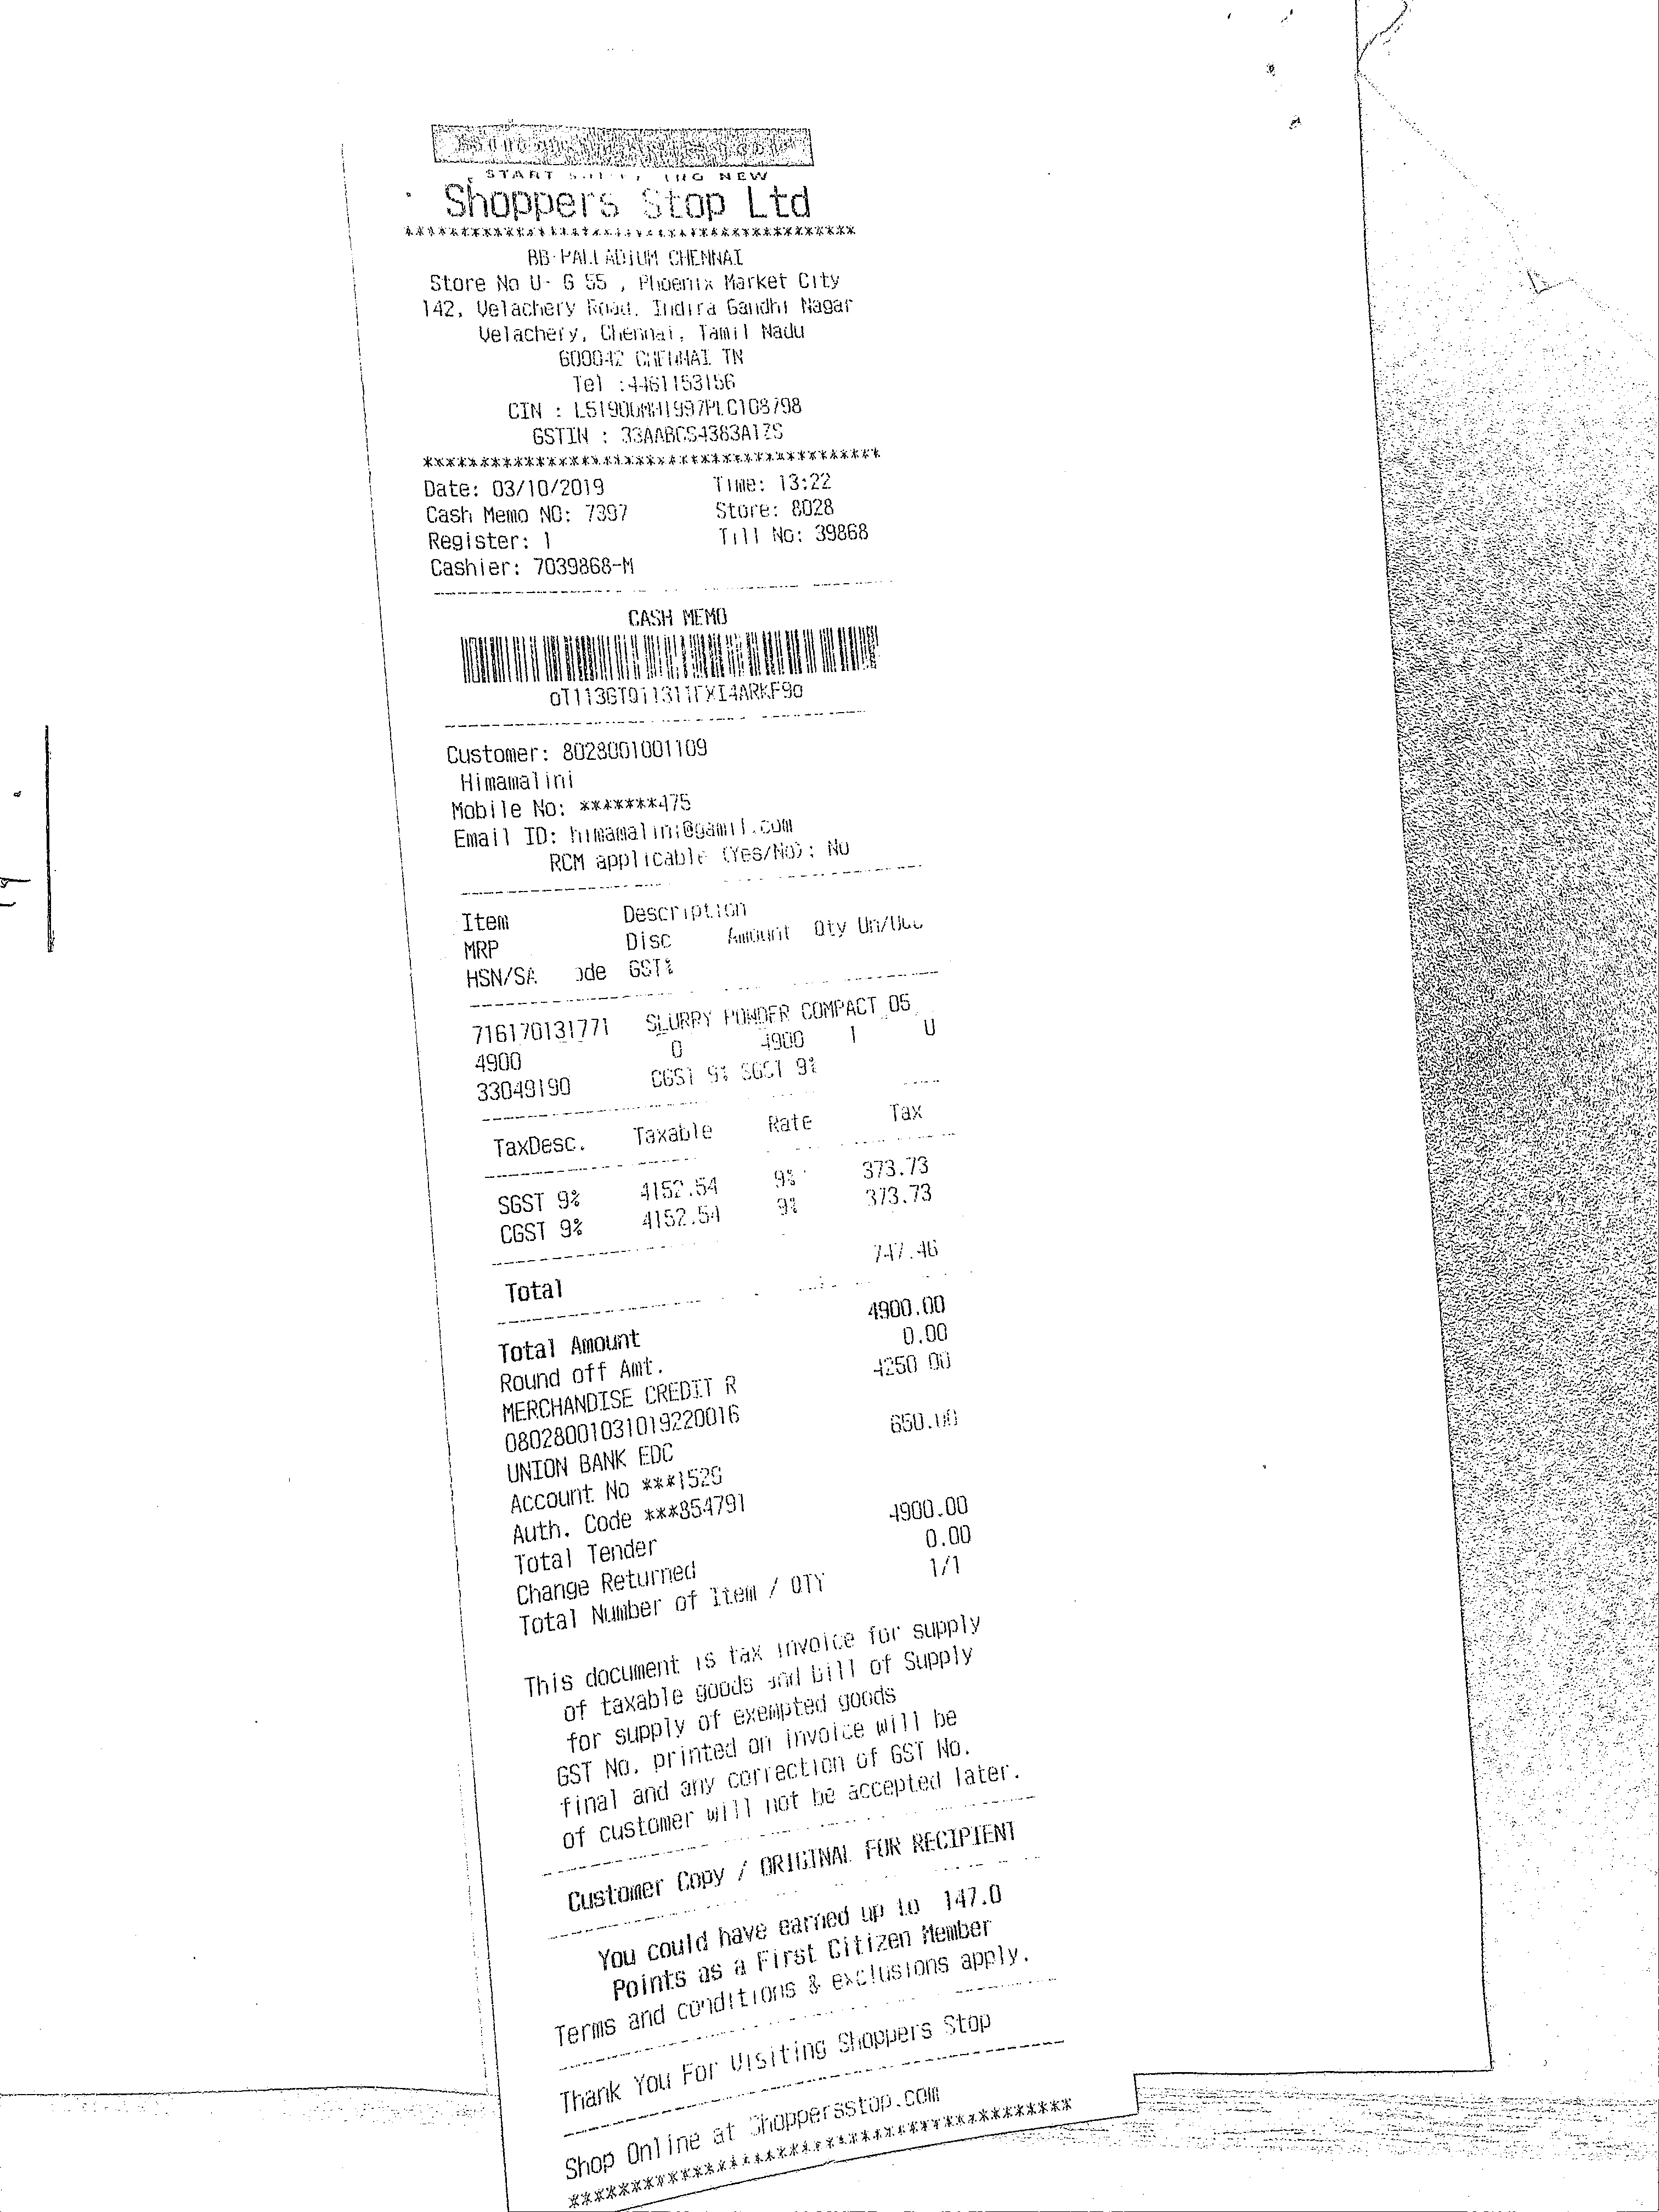 START NEW
Shoppers Stop Ltd
********************************************
BB-PALLADIUM CHENNAI
Store No U- G 55 , Phoenix Market City
142, Velachery Road, Indira Gandhi Nagar
Velachery, Chennai, Tamil Nadu
600042 CHENNAI TN
Tel :4461153156
CIN :
GSTIN : 33AABCS4383A1ZS
********************************************
Date: 03/10/2019 Time: 13:22
Cash Memo NO: 7397 Store: 8028
Register: 1 Till No: 39868
Cashier: 7039868-M
CASH MEMO
Customer: 8028001001109
Himamalini
Mobile No: *******475
Email ID: himamalini@gamil.com
RCM applicable (Yes/No): No
Item Description
MRP Disc Amount Qty
HSN/SA ode GST%
716170131771 SLURRY POWDER COMPACT 05
4900 0 4900 1 U
33049190 CGST 9% SGST 9%
TaxDesc. Taxable Rate Tax
SGST 9% 4152.54 9% 373.73
CGST 9% 4152.54 9% 373.73
Total 747.46
Total Amount 4900.00
Round off Amt. 0.00
MERCHANDISE CREDIT R 4250.00
08028001031019220016
UNION BANK EDC 650.00
Account No ***1529
Auth. Code ***854791
Total Tender 4900.00
Change Returned 0.00
Total Number of Item / QTY 1/1
This document is tax invoice for supply
of taxable goods and bill of Supply
for supply of exempted goods
GST No. printed on invoice will be
final and any correction of GST No.
of customer will not be accepted later.
Customer Copy / ORIGINAL FOR RECIPIENT
You could have earned up to 147.0
Points as a First Citizen Member
Terms and conditions & exclusions apply.
Thank You For Visiting Shoppers Stop
Shop Online at Shoppersstop.com
********************************************